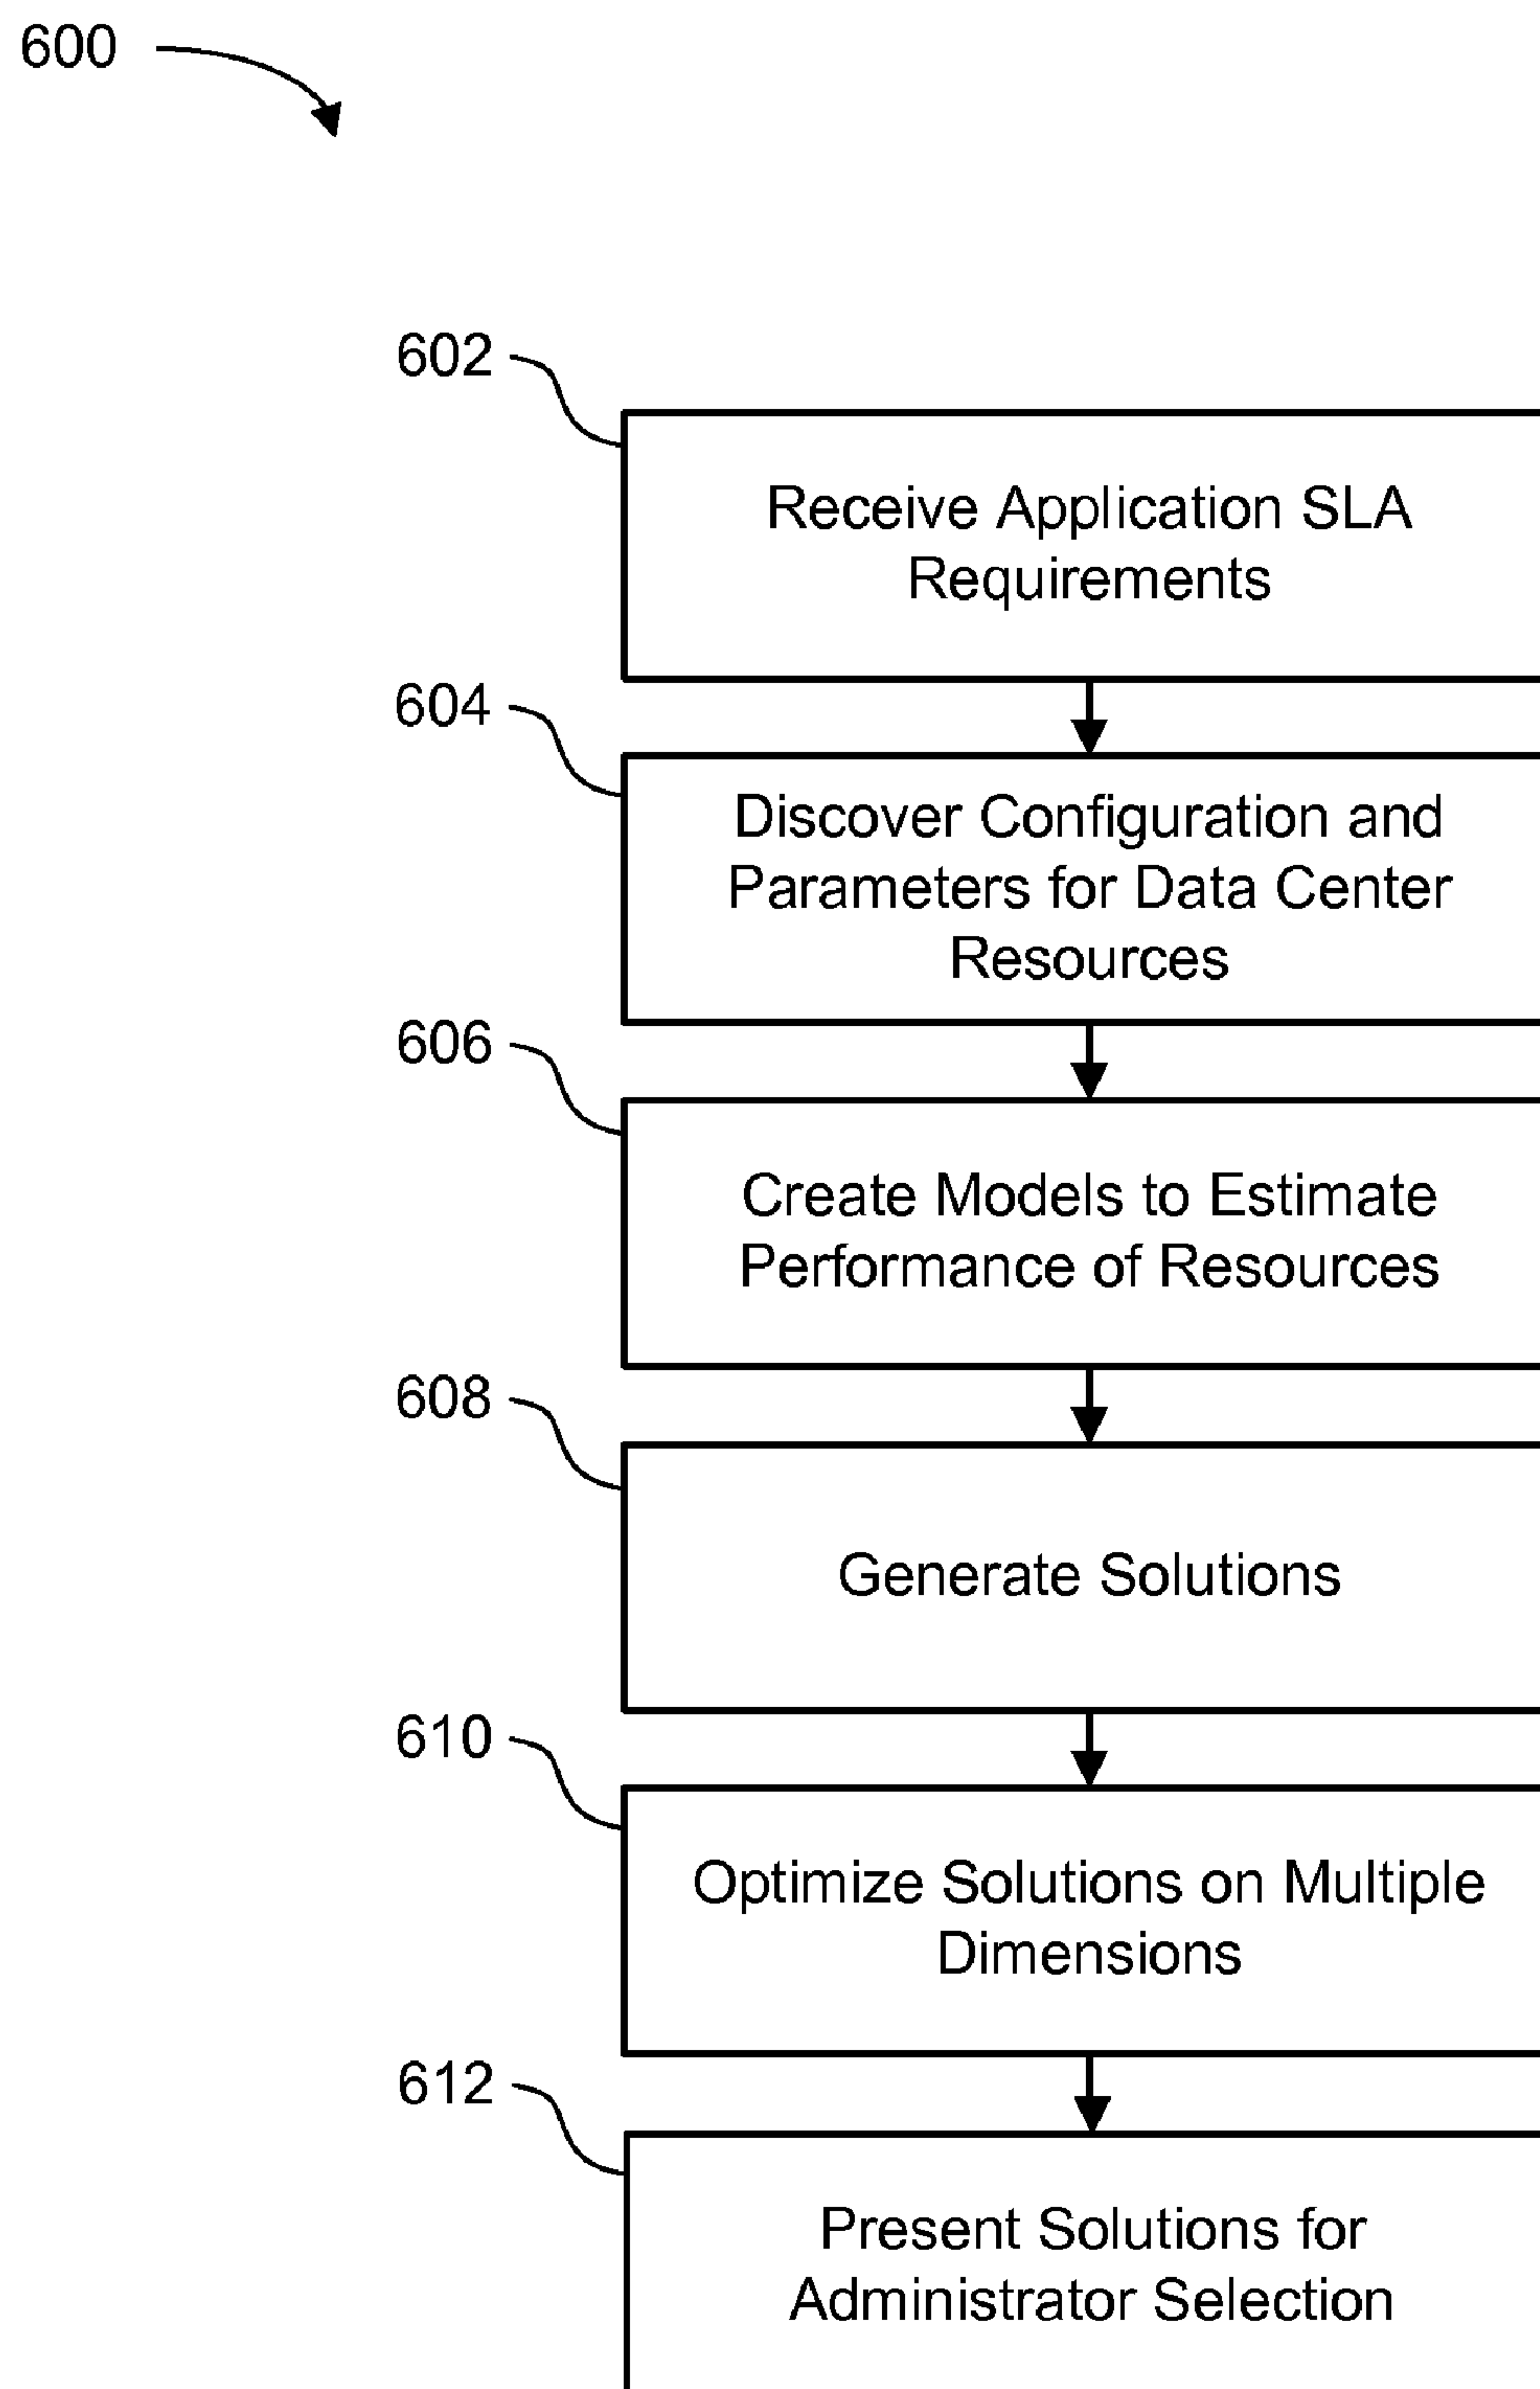 600
602
Receive Application SLA
Requirements
604
Discover Configuration and
Parameters for Data Center
Resources
606
Create Models to Estimate
Performance of Resources
608
Generate Solutions
610
Optimize Solutions on Multiple
Dimensions
612
Present Solutions for
Administrator Selection